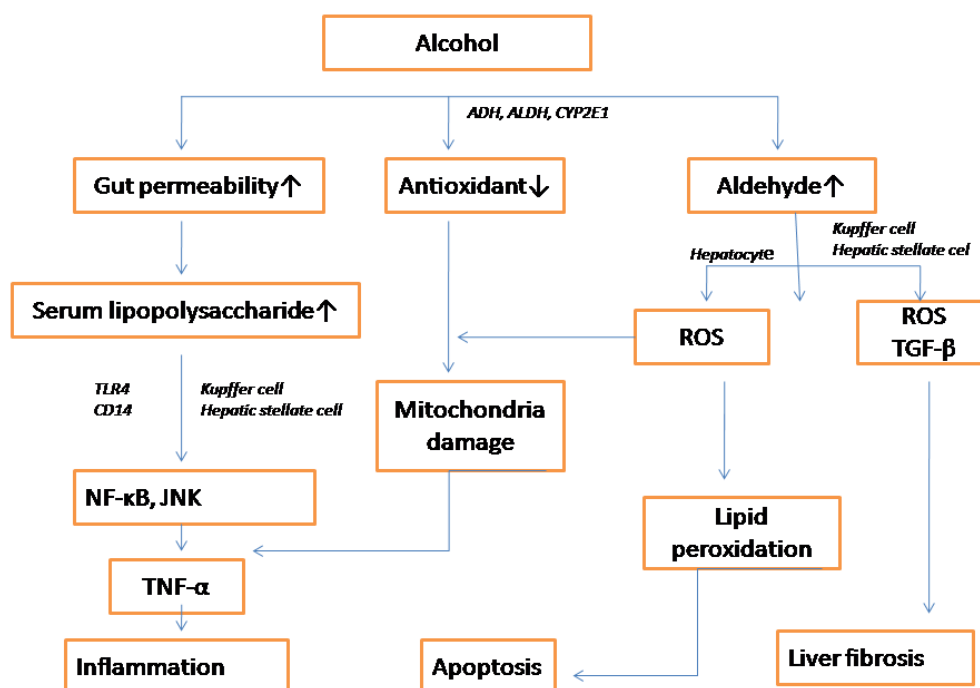 Alcohol
ADH, ALDH, CYP2E1
Gut permeability↑
Antioxidant↓
Aldehyde↑
Kupffer cell
Hepatic stellate cel
Hepatocyte
Serum lipopolysaccharide↑
ROS
ROS
TGF-β
TLR4
CD14
Kupffer cell
Hepatic stellate cell
Mitochondria
damage
NF-κB, JNK
Lipid
peroxidation
TNF-α
Inflammation
Apoptosis
Liver fibrosis